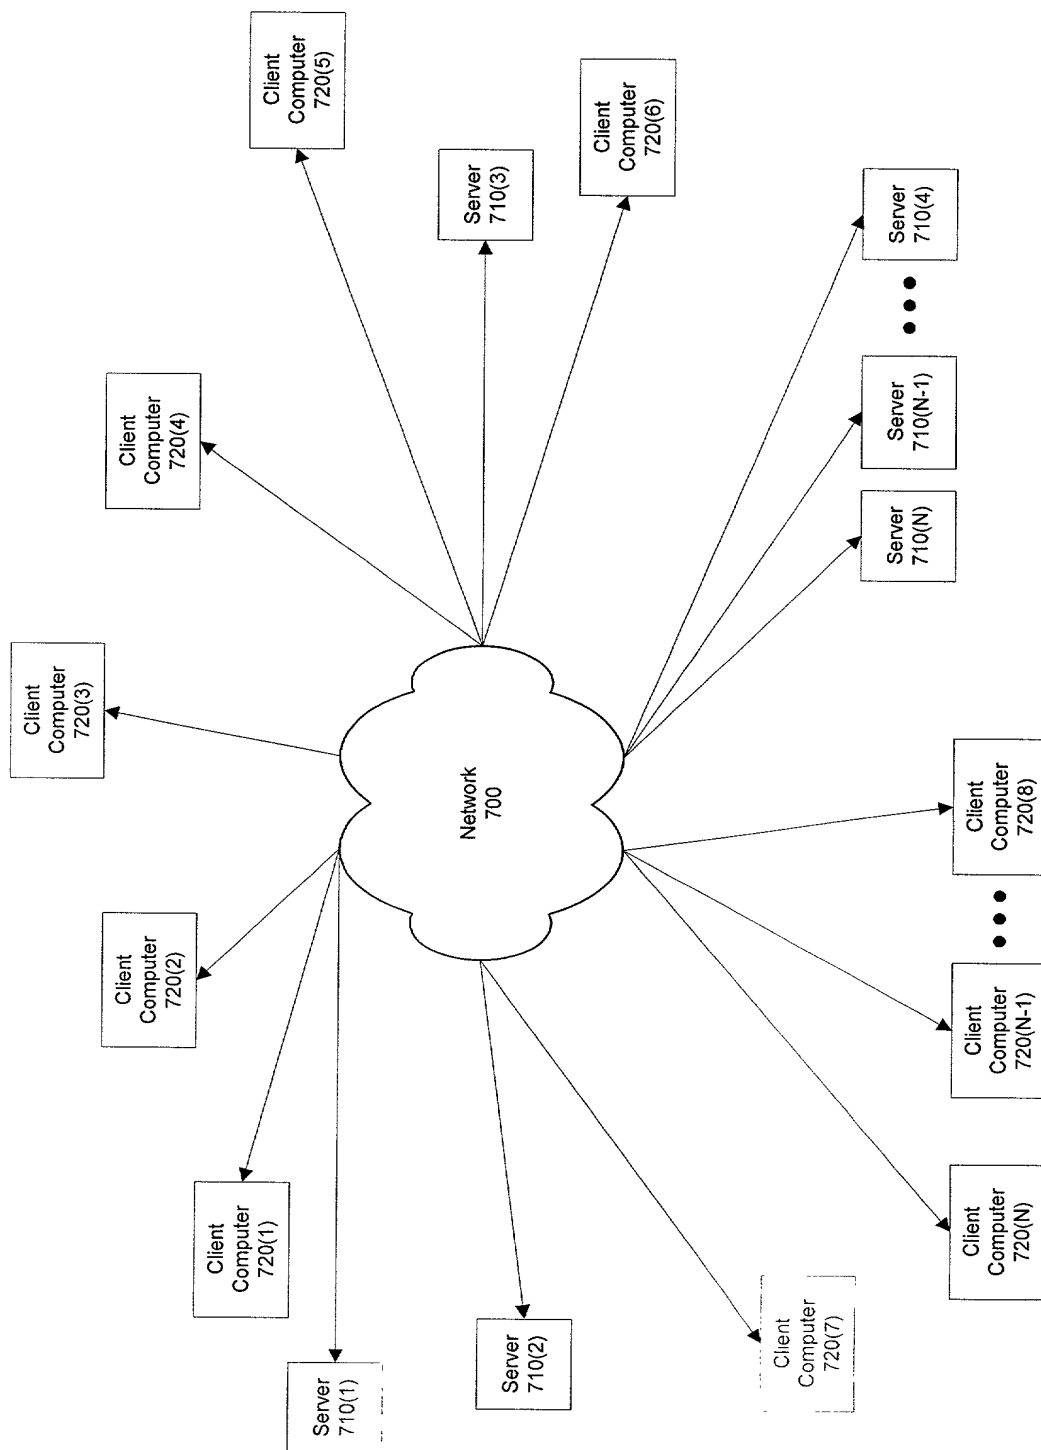 Client
Computer
720(1)
Client
Computer
720(2)
Client
Computer
720(3)
Client
Computer
720(4)
Client
Computer
720(5)
Server
710(1)
Server
710(2)
Network
700
Server
710(3)
Client
Computer
720(6)
Client
Computer
720(7)
Client
Computer
720(N)
Client
Computer
720(N-1)
Client
Computer
720(8)
Server
710(N)
Server
710(N-1)
Server
710(4)